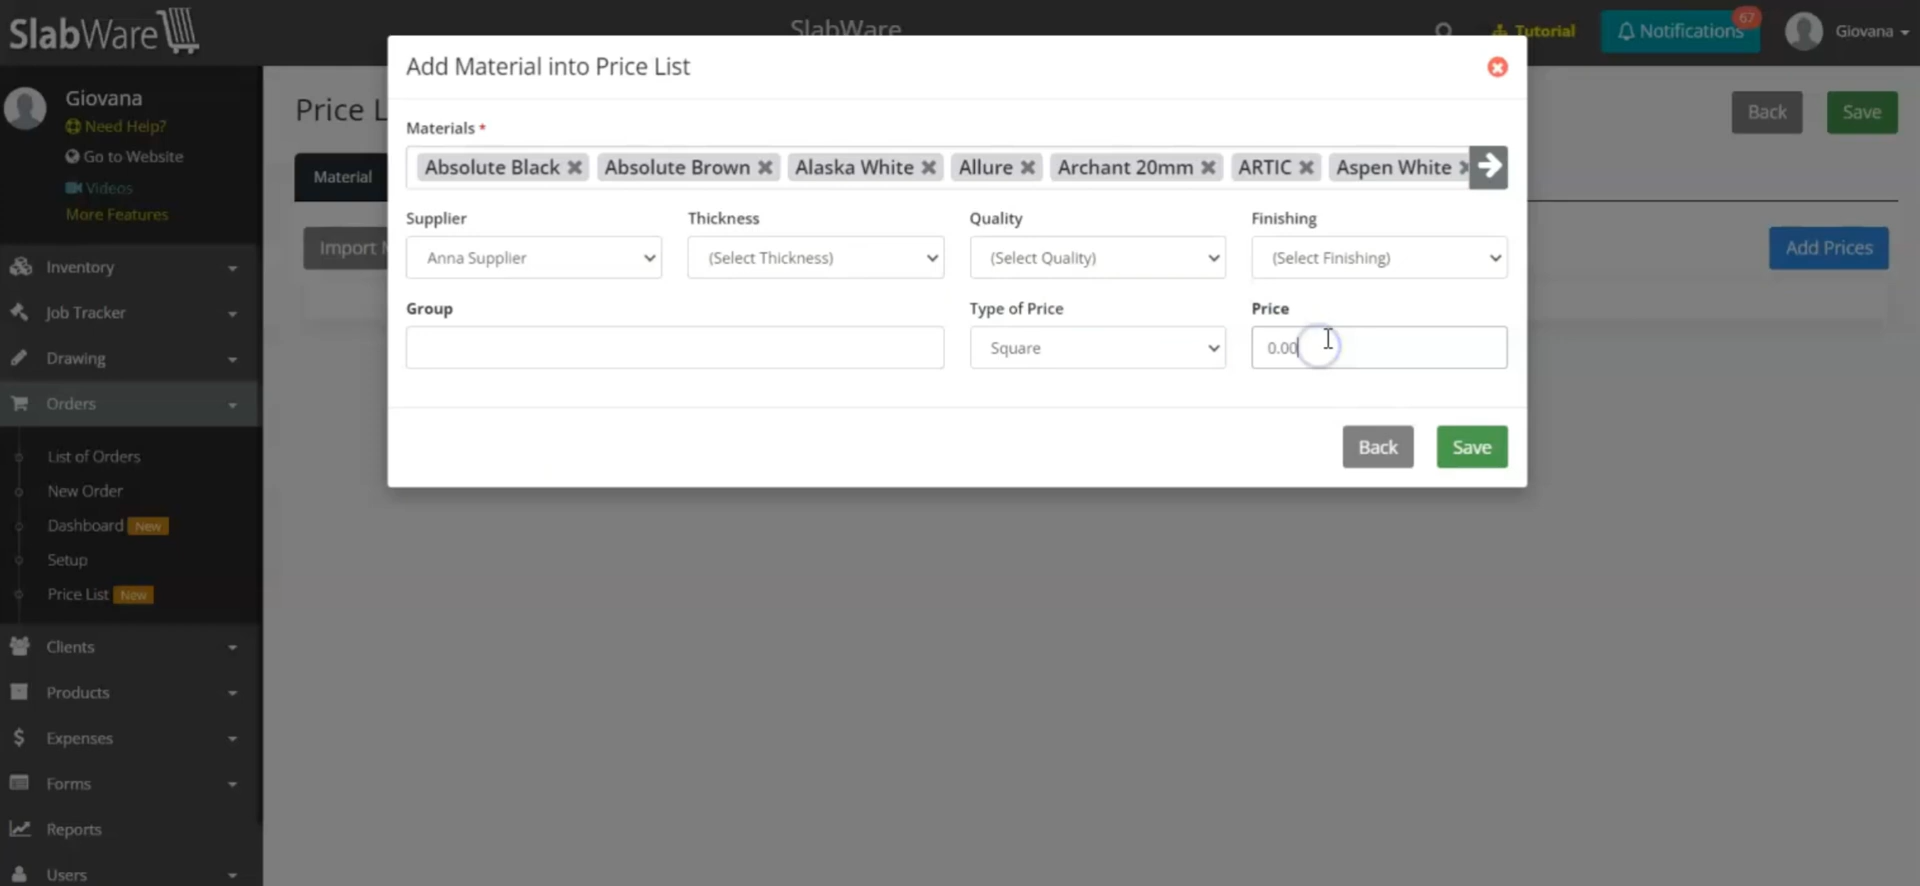 SlabWare
SlabWare
Tutorial
Notifications
67
Giovana
Giovana
Need Help?
Go to Website
Videos
More Features
Inventory
Job Tracker
Drawing
Orders
List of Orders
New Order
Dashboard New
Setup
Price List New
Clients
Products
Expenses
Forms
Reports
Users
Price L
Back
Save
Material
Import M
Add Prices
Add Material into Price List
Materials *
Absolute Black Absolute Brown Alaska White Allure Archant 20mm ARTIC Aspen White
Supplier Thickness Quality Finishing
Anna Supplier (Select Thickness) (Select Quality) (Select Finishing)
Group Type of Price Price
Square 0.00
Back Save